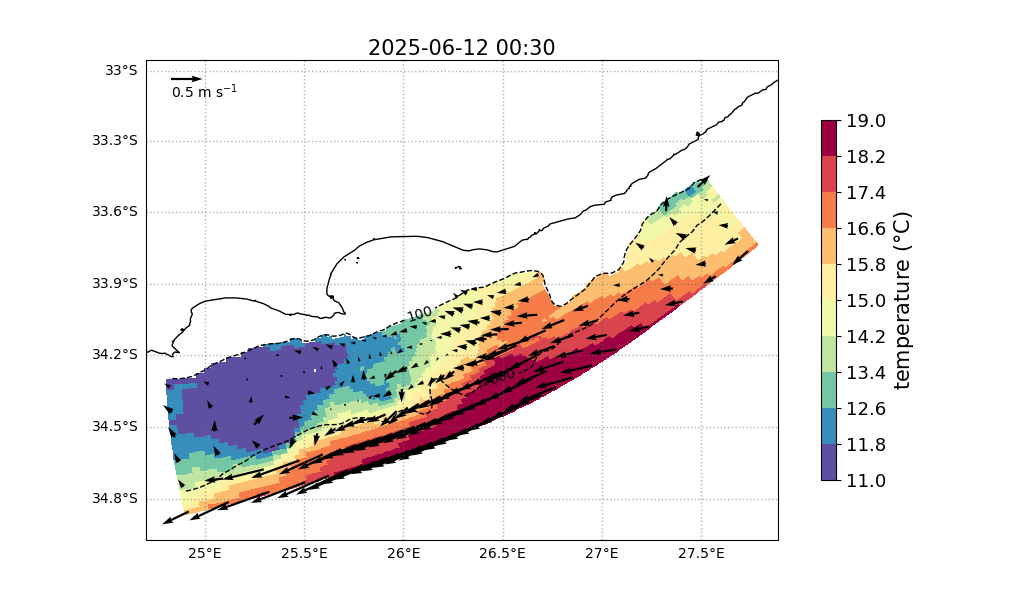 2025-06-12 00:30
0.5 m s⁻¹
33°S
33.3°S
33.6°S
33.9°S
34.2°S
34.5°S
34.8°S
100
25°E
25.5°E
26°E
26.5°E
27°E
27.5°E
19.0
18.2
17.4
16.6
15.8
15.0
14.2
13.4
12.6
11.8
11.0
temperature (°C)